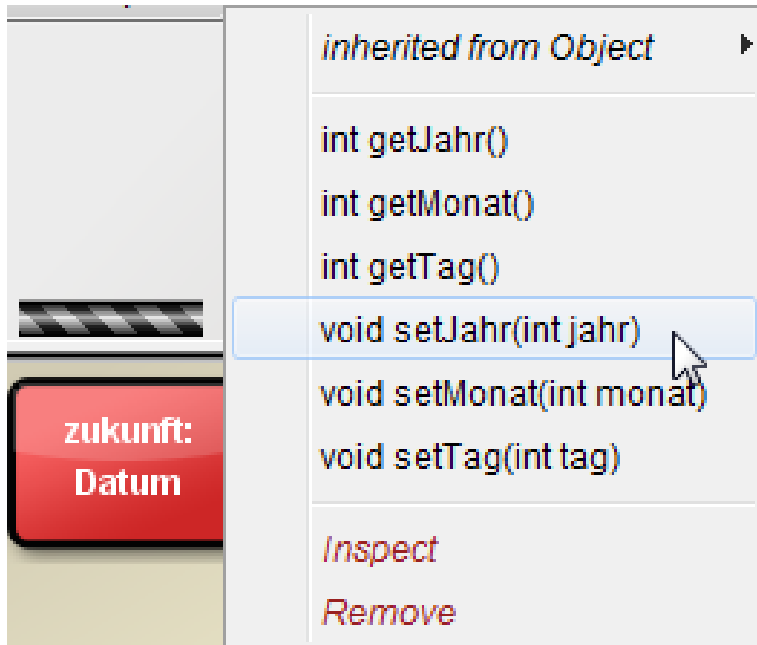 inherited from Object
int getJahr()
int getMonat()
int getTag()
void setJahr(int jahr)
void setMonat(int monat)
void setTag(int tag)
Inspect
Remove
zukunft:
Datum